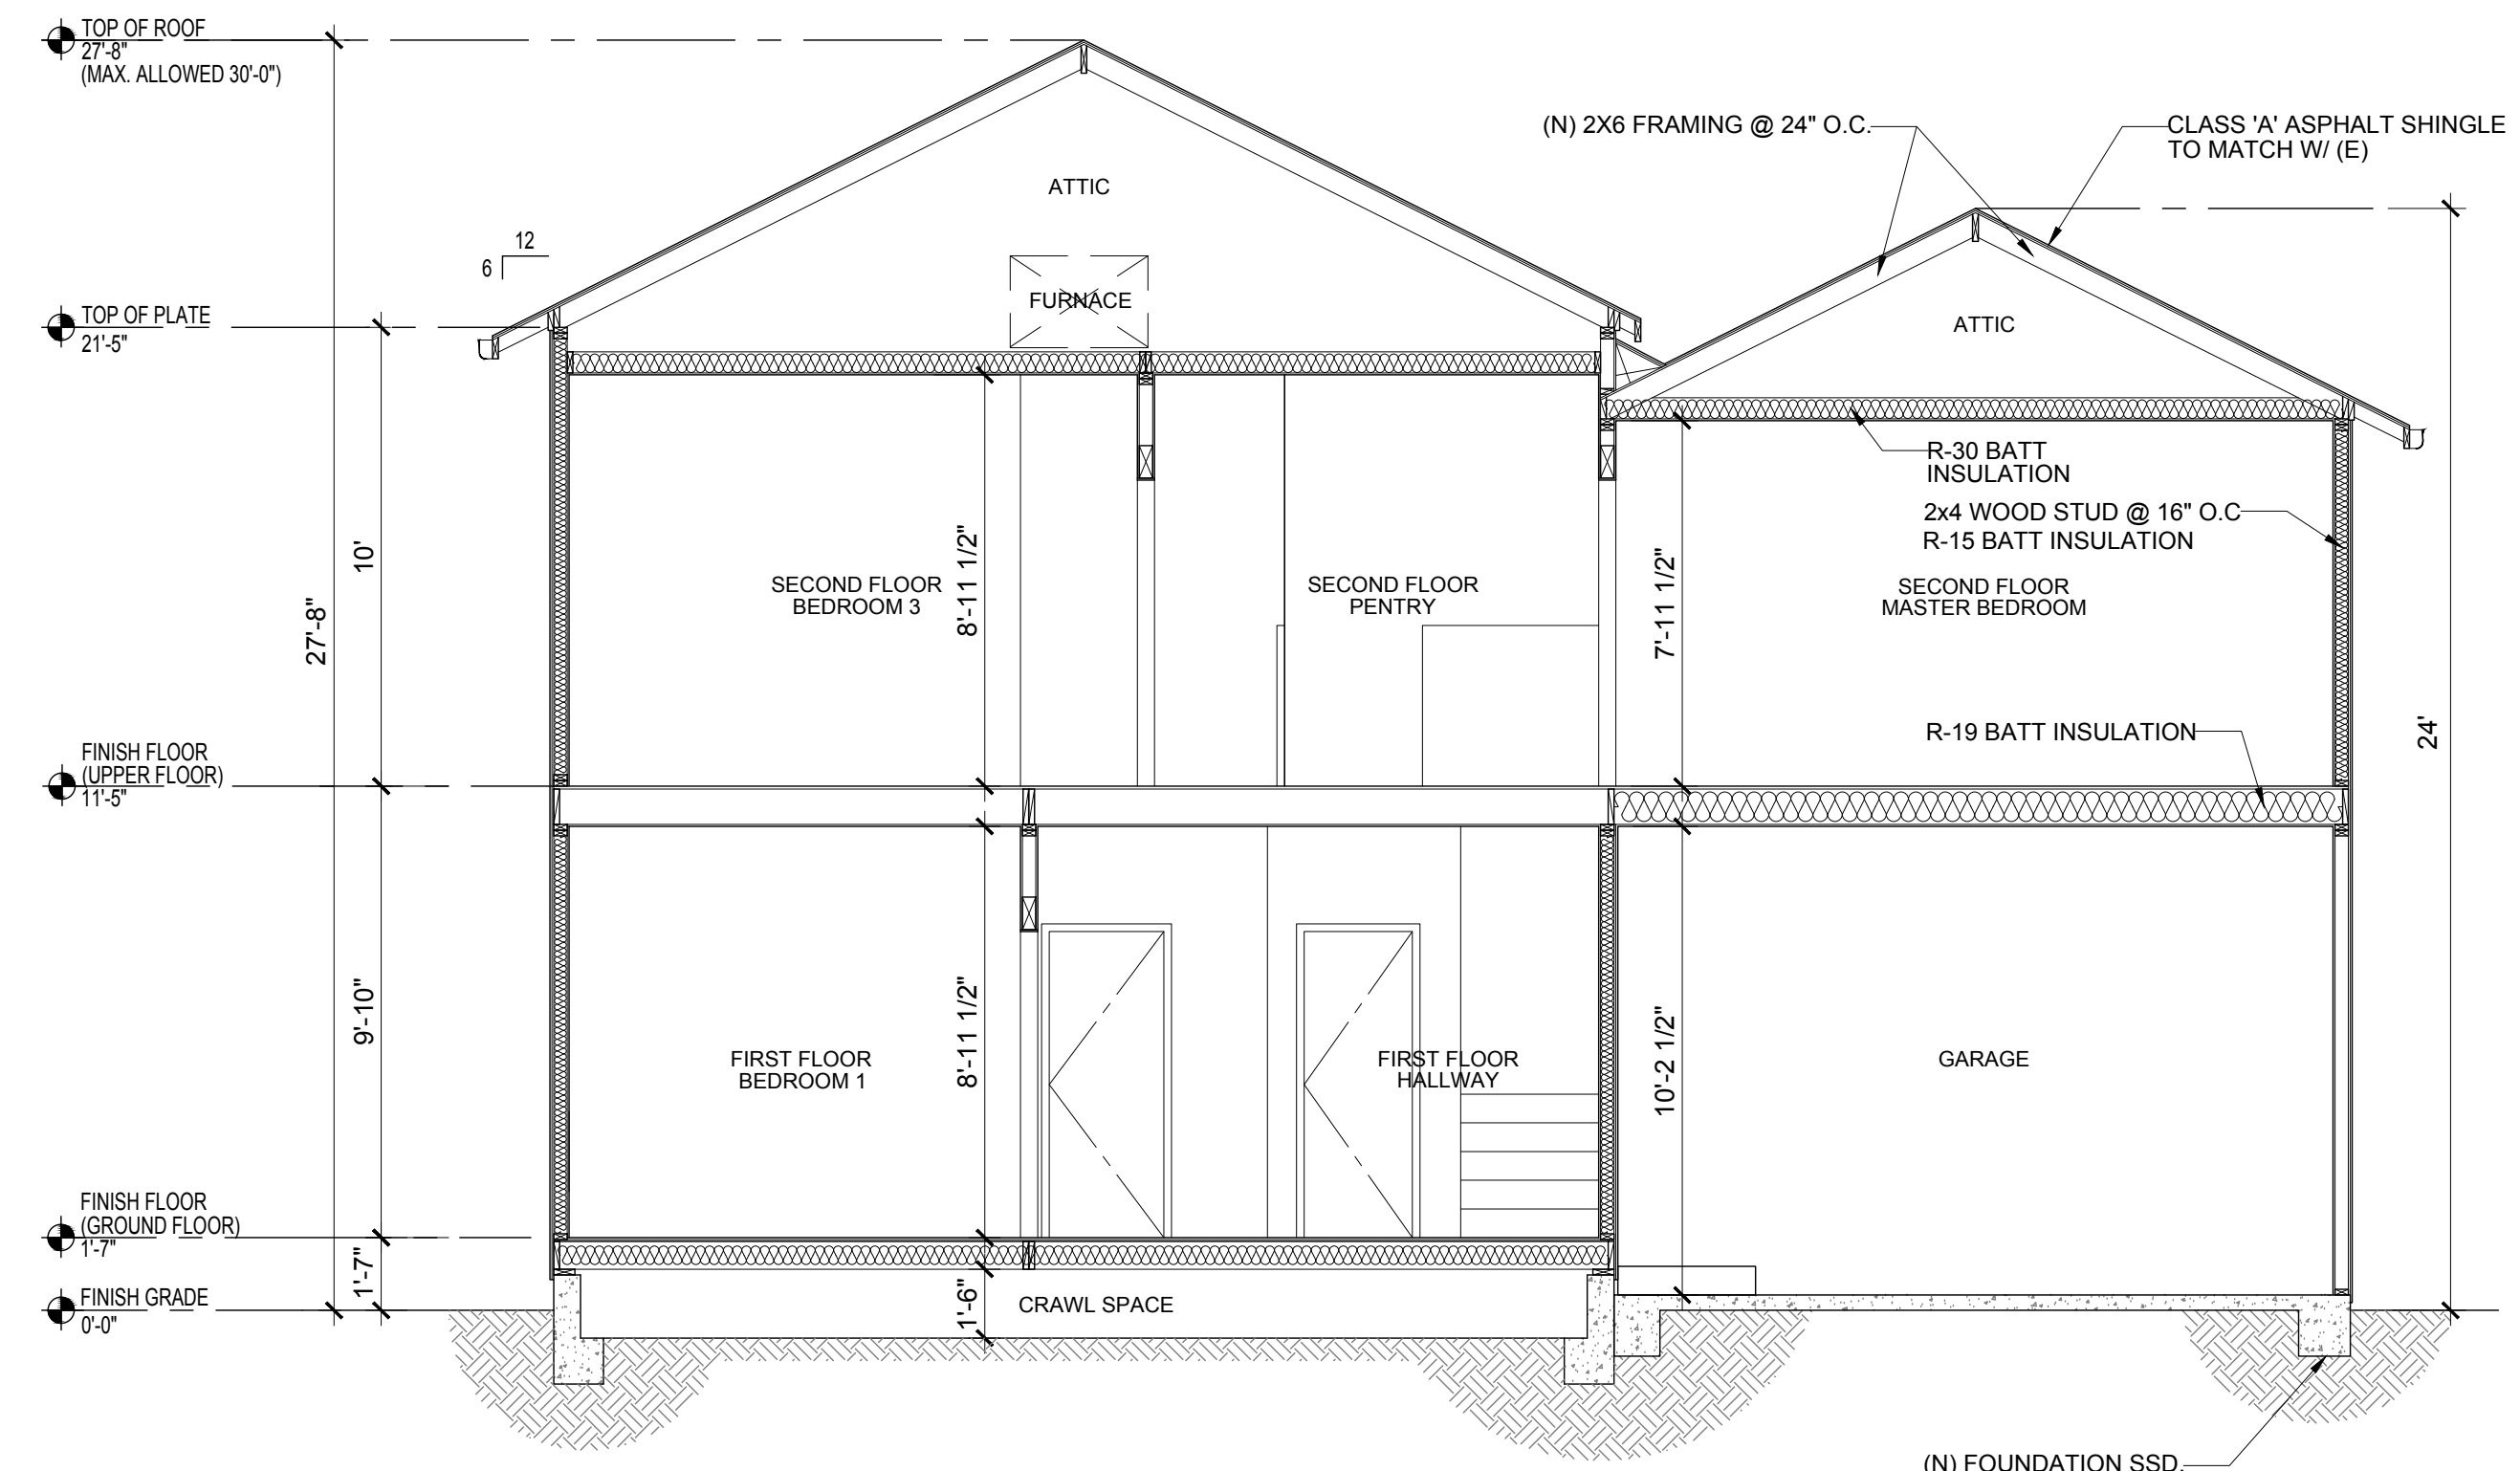 TOP OF ROOF
27'-8"
(MAX. ALLOWED 30'-0")
(N) 2X6 FRAMING @ 24" O.C.
CLASS 'A' ASPHALT SHINGLE
TO MATCH W/ (E)
ATTIC
12
6
FURNACE
TOP OF PLATE
21'-5"
ATTIC
R-30 BATT
INSULATION
2x4 WOOD STUD @ 16" O.C
R-15 BATT INSULATION
10'
27'-8"
SECOND FLOOR
BEDROOM 3
8'-11 1/2"
SECOND FLOOR
PENTRY
7'-11 1/2"
SECOND FLOOR
MASTER BEDROOM
R-19 BATT INSULATION
24'
FINISH FLOOR
(UPPER FLOOR)
11'-5"
9'-10"
FIRST FLOOR
BEDROOM 1
8'-11 1/2"
FIRST FLOOR
HALLWAY
10'-2 1/2"
GARAGE
FINISH FLOOR
(GROUND FLOOR)
1'-7"
1'-7"
FINISH GRADE
0'-0"
1'-6"
CRAWL SPACE
(N) FOUNDATION SSD.